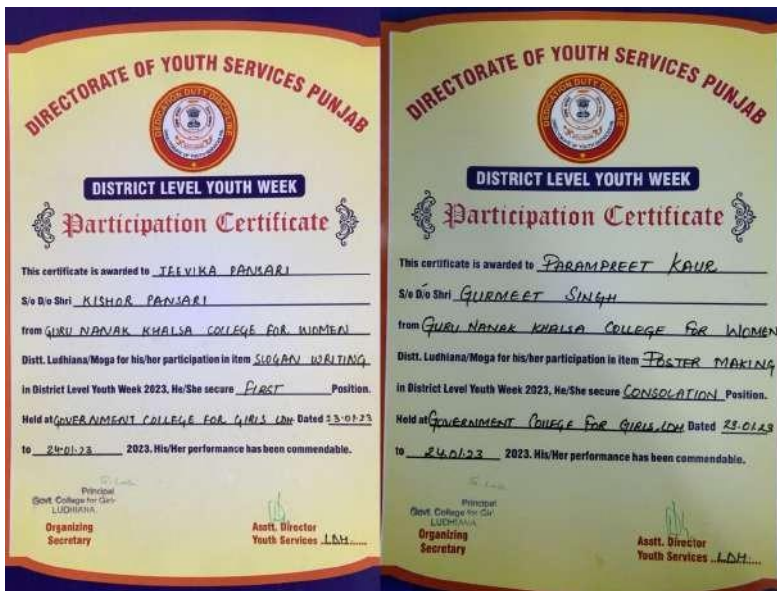 DIRECTORATE OF YOUTH SERVICES PUNJAB
DEDICATION DUTY DISCIPLINE
DISTRICT LEVEL YOUTH WEEK
Participation Certificate
This certificate is awarded to JEEVIKA PANSARI
S/o D/o Shri KISHOR PANSARI
from GURU NANAK KHALSA COLLEGE FOR WOMEN
Distt. Ludhiana/Moga for his/her participation in item SLOGAN WRITING
in District Level Youth Week 2023, He/She secure FIRST Position.
Held at GOVERNMENT COLLEGE FOR GIRLS LDH Dated 23.01.23
to 24.01.23 2023. His/Her performance has been commendable.
Principal
Govt. College for Girls
LUDHIANA
Organizing
Secretary
Asstt. Director
Youth Services LDH
DIRECTORATE OF YOUTH SERVICES PUNJAB
DEDICATION DUTY DISCIPLINE
DISTRICT LEVEL YOUTH WEEK
Participation Certificate
This certificate is awarded to PARAMPREET KAUR
S/o D/o Shri GURMEET SINGH
from GURU NANAK KHALSA COLLEGE FOR WOMEN
Distt. Ludhiana/Moga for his/her participation in item POSTER MAKING
in District Level Youth Week 2023, He/She secure CONSOLATION Position.
Held at GOVERNMENT COLLEGE FOR GIRLS, LDH Dated 23.01.23
to 24.01.23 2023. His/Her performance has been commendable.
Principal
Govt. College for Gir
LUDHIANA
Organizing
Secretary
Asstt. Director
Youth Services LDH